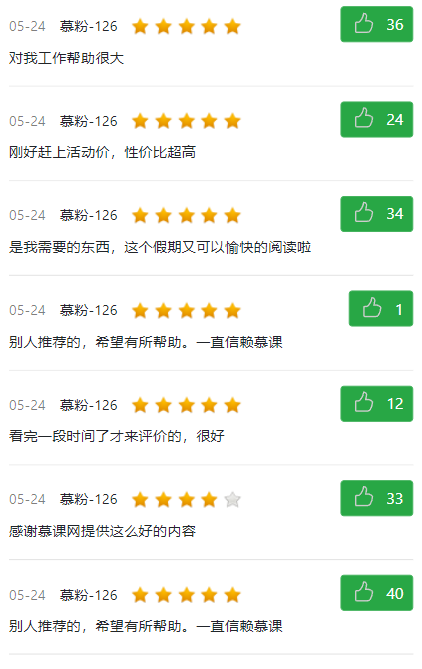 05-24 慕粉-126 36
对我工作帮助很大
05-24 慕粉-126 24
刚好赶上活动价，性价比超高
05-24 慕粉-126 34
是我需要的东西，这个假期又可以愉快的阅读啦
05-24 慕粉-126 1
别人推荐的，希望有所帮助。一直信赖慕课
05-24 慕粉-126 12
看完一段时间了才来评价的，很好
05-24 慕粉-126 33
感谢慕课网提供这么好的内容
05-24 慕粉-126 40
别人推荐的，希望有所帮助。一直信赖慕课